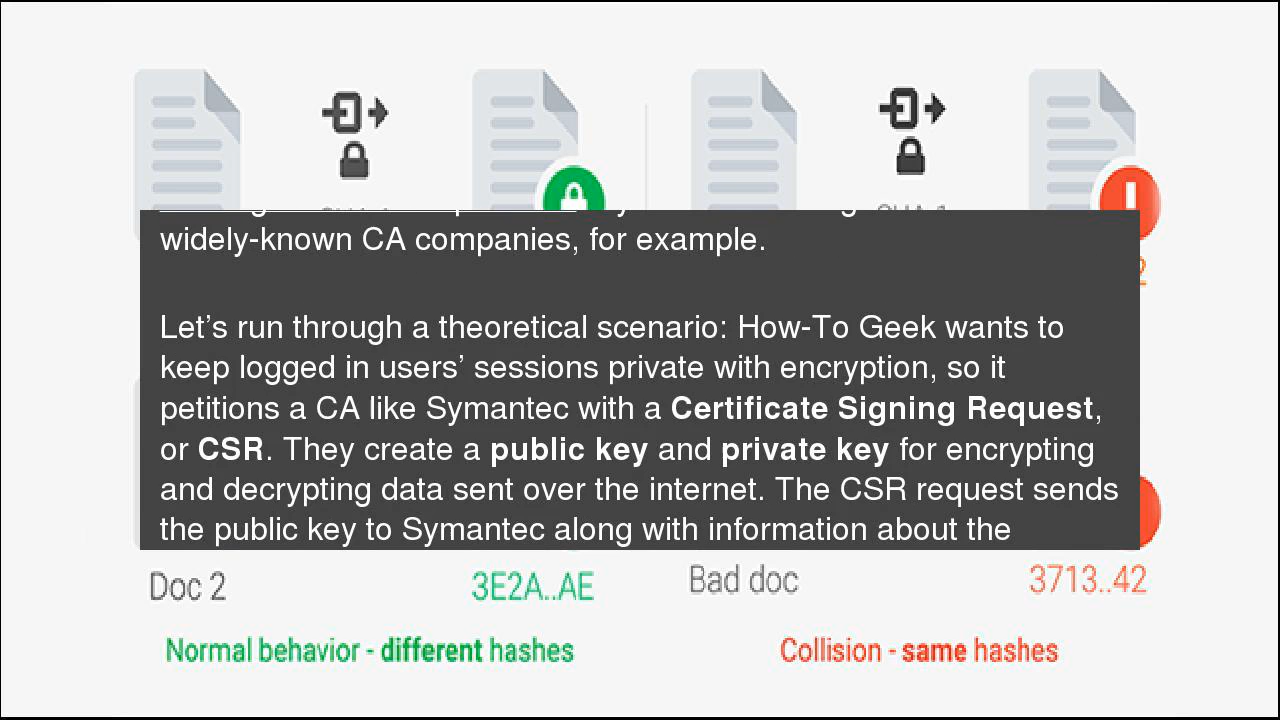 widely-known CA companies, for example.
Let’s run through a theoretical scenario: How-To Geek wants to
keep logged in users’ sessions private with encryption, so it
petitions a CA like Symantec with a Certificate Signing Request,
or CSR. They create a public key and private key for encrypting
and decrypting data sent over the internet. The CSR request sends
the public key to Symantec along with information about the
Doc 2
3E2A..AE
Bad doc
3713..42
Normal behavior - different hashes
Collision - same hashes